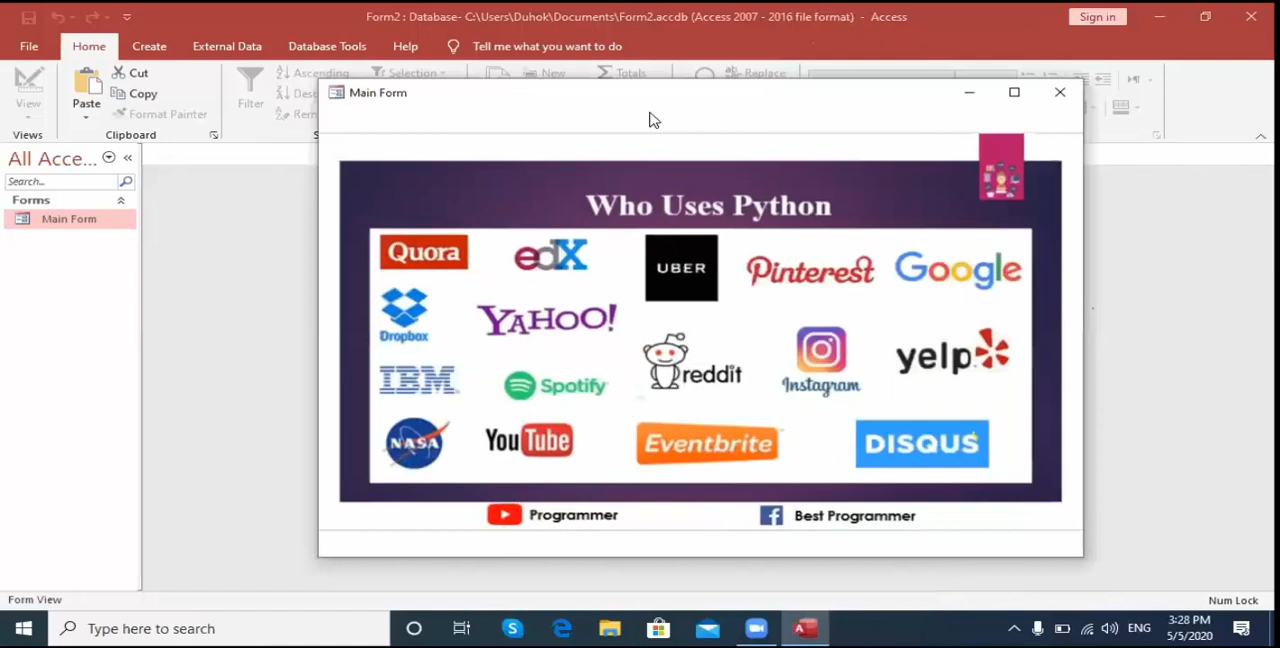 Form2 : Database- C:\Users\Duhok\Documents\Form2.accdb (Access 2007 - 2016 file format) - Access
Sign in
File Home Create External Data Database Tools Help Tell me what you want to do
View
Views
Paste
Cut
Copy
Format Painter
Clipboard
Filter
Ascending
Selection
New
Totals
Replace
Main Form
All Acce...
Search...
Forms
Main Form
Who Uses Python
Quora edX UBER Pinterest Google
Dropbox YAHOO! reddit Instagram yelp
IBM Spotify
NASA YouTube Eventbrite DISQUS
Programmer Best Programmer
Form View
Num Lock
Type here to search
ENG
3:28 PM
5/5/2020